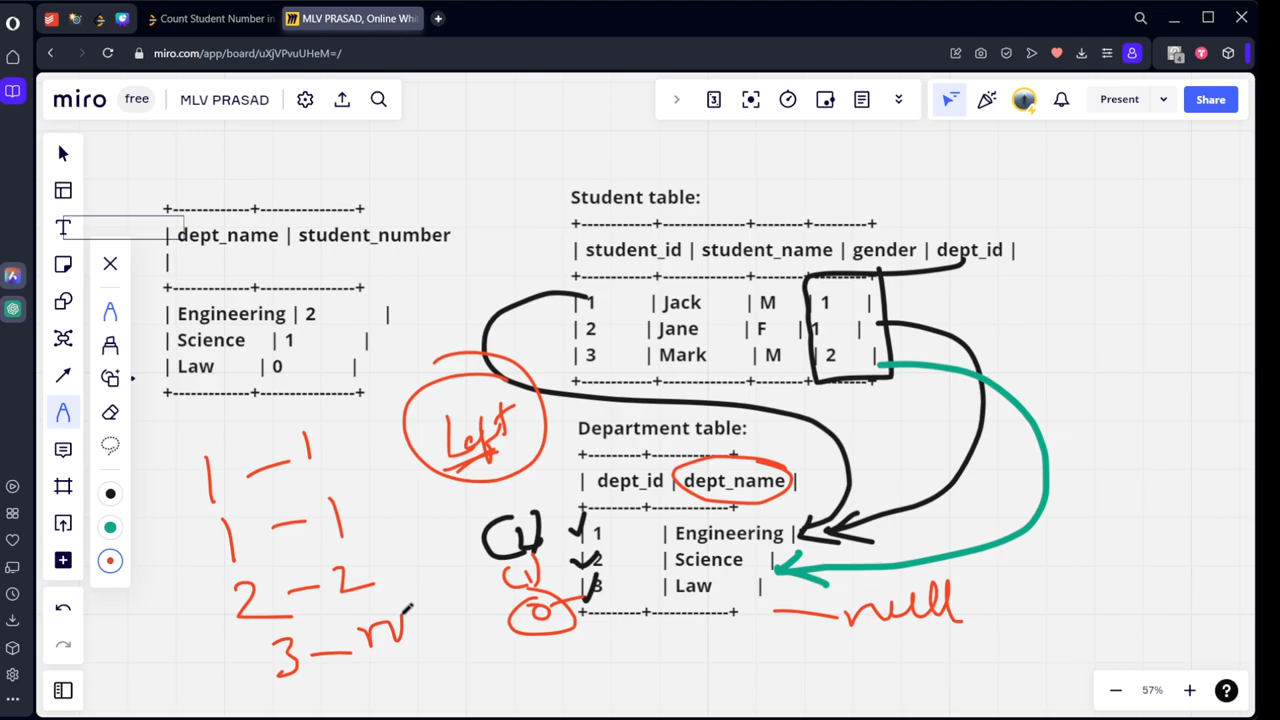 Count Student Number in
MLV PRASAD, Online Whi
miro.com/app/board/uXjVPvuUHeM=/
miro free MLV PRASAD
Present
Share
Student table:
+-------------+---------------+
+------------+--------------+---------+---------+
| dept_name | student_number
|
| student_id | student_name | gender | dept_id |
+-------------+---------------+
+------------+--------------+---------+---------+
| Engineering | 2 |
| Science | 1 |
| Law | 0 |
+-------------+---------------+
| 1 | Jack | M | 1 |
| 2 | Jane | F | 1 |
| 3 | Mark | M | 2 |
+------------+--------------+---------+---------+
Left
Department table:
+------------+-------------+
| dept_id | dept_name |
+------------+-------------+
| 1 | Engineering |
| 2 | Science |
| 3 | Law |
+------------+-------------+
0
null
1 - 1
1 - 1
2 - 2
3 - n
57%